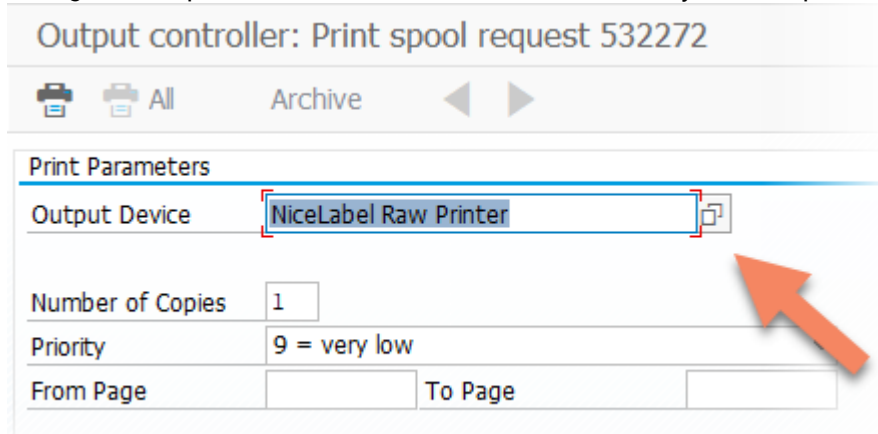 Output controller: Print spool request 532272
All Archive
Print Parameters
Output Device NiceLabel Raw Printer
Number of Copies 1
Priority 9 = very low
From Page To Page